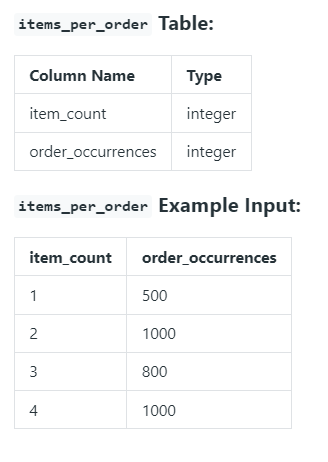 items_per_order Table:
Column Name Type
item_count integer
order_occurrences integer
items_per_order Example Input:
item_count order_occurrences
1 500
2 1000
3 800
4 1000